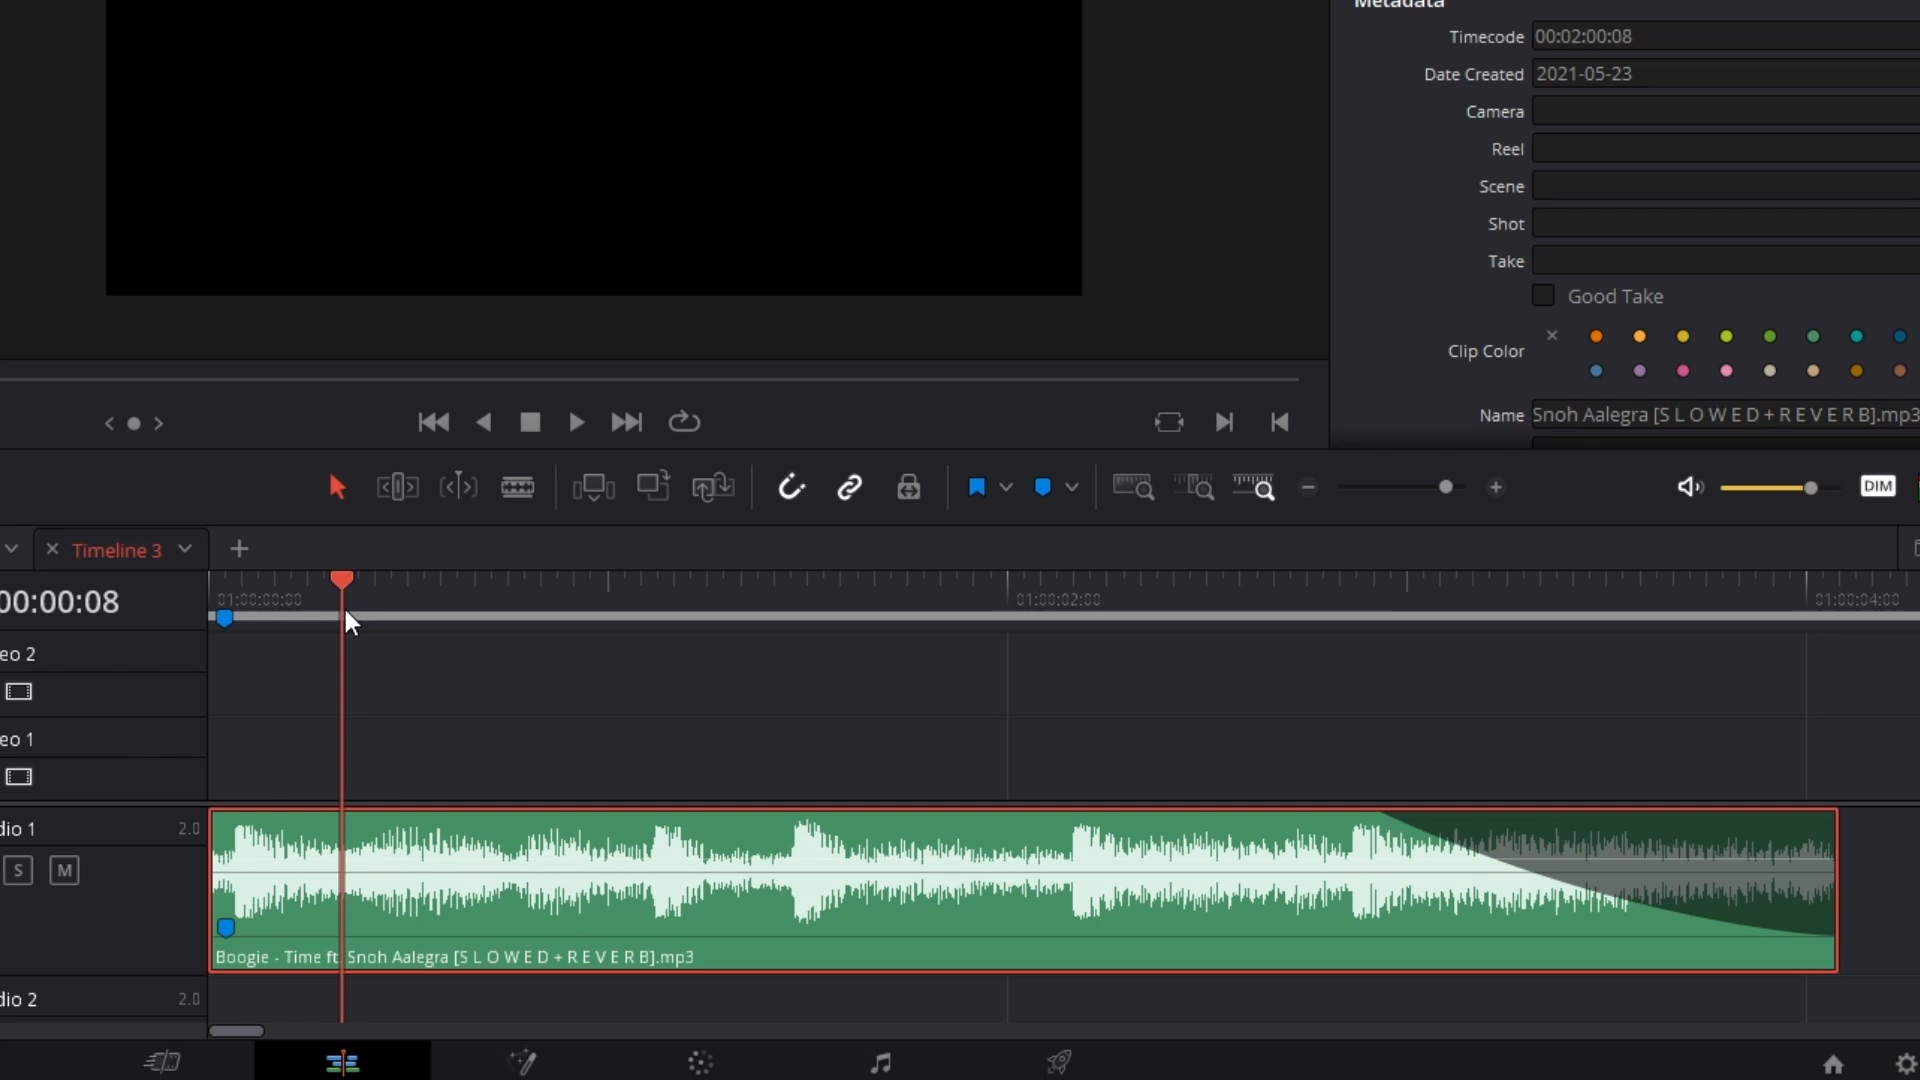 Metadata
Timecode 00:02:00:08
Date Created 2021-05-23
Camera
Reel
Scene
Shot
Take
Good Take
Clip Color
Name Snoh Aalegra [S L O W E D + R E V E R B].mp3
DIM
Timeline 3
00:00:08
01:00:00:00 01:00:02:00 01:00:04:00
eo 2
eo 1
dio 1 2.0
S M
Boogie - Time ft. Snoh Aalegra [S L O W E D + R E V E R B].mp3
dio 2 2.0